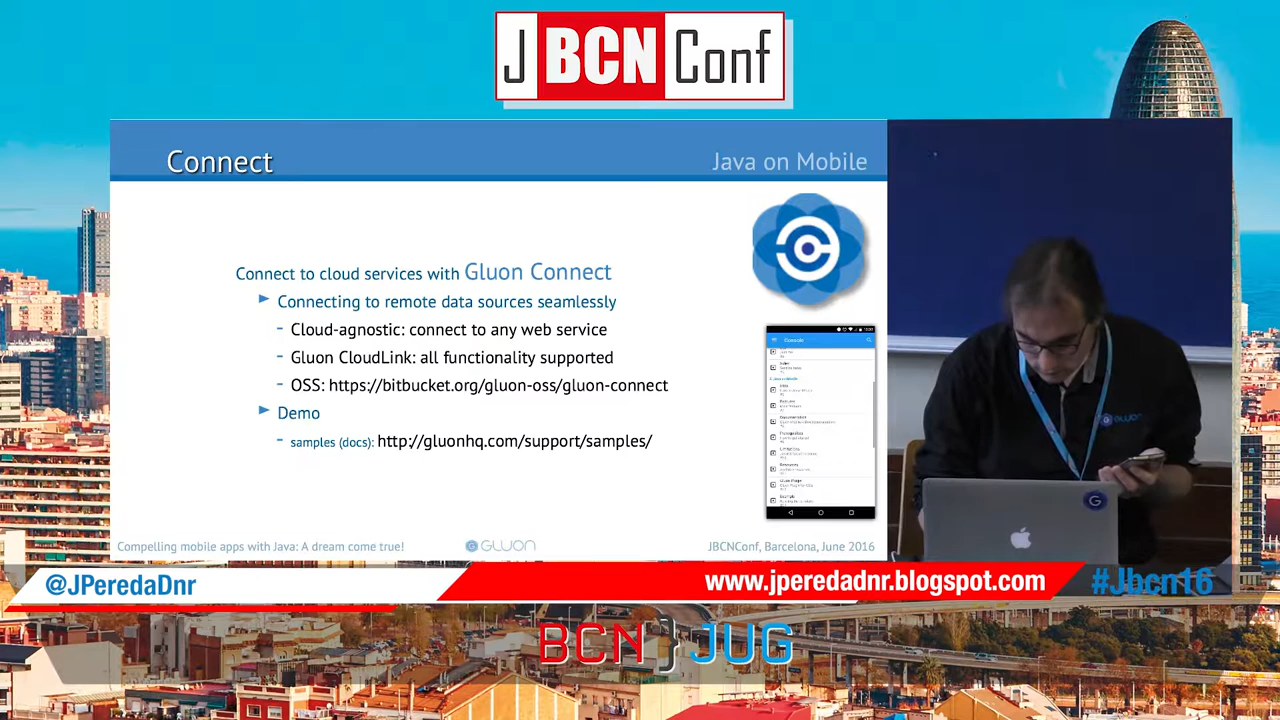 J BCN Conf
Connect
Java on Mobile
Connect to cloud services with Gluon Connect
Connecting to remote data sources seamlessly
- Cloud-agnostic: connect to any web service
- Gluon CloudLink: all functionality supported
- OSS: https://bitbucket.org/gluon-oss/gluon-connect
Demo
- samples (docs): http://gluonhq.com/support/samples/
Compelling mobile apps with Java: A dream come true!
GLUON
JBCNConf, Barcelona, June 2016
GLUON
@JPeredaDnr
www.jperedadnr.blogspot.com
#Jbcn16
BCN JUG